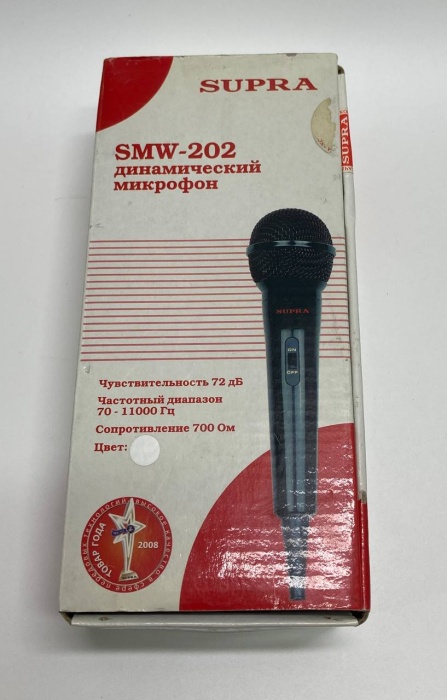 SUPRA
SUPRA
SMW-202
динамический
микрофон
SUPRA
ON
OFF
Чувствительность 72 дБ
Частотный диапазон
70 - 11000 Гц
Сопротивление 700 Ом
Цвет:
ТОВАР ГОДА
2008